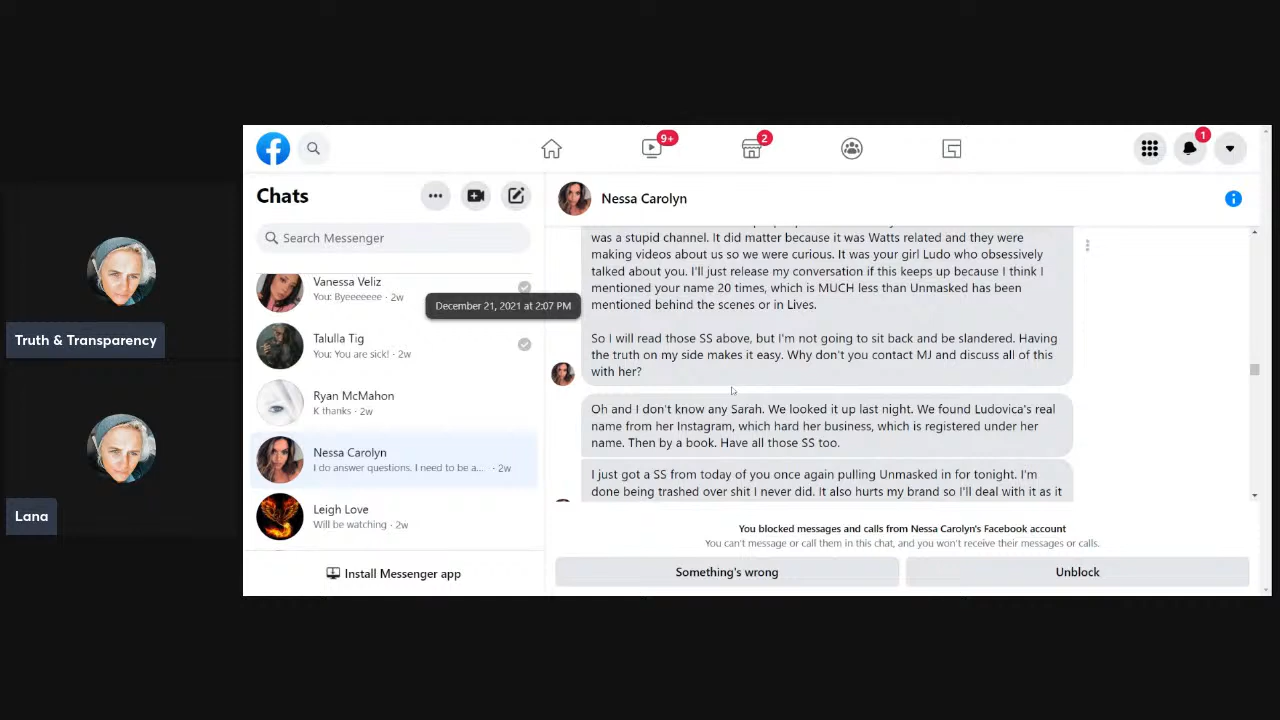 9+
2
1
Chats
Nessa Carolyn
Search Messenger
Vanessa Veliz
You: Byeeeeee · 2w
December 21, 2021 at 2:07 PM
Talulla Tig
You: You are sick! · 2w
Ryan McMahon
K thanks · 2w
Nessa Carolyn
I do answer questions. I need to be a... · 2w
Leigh Love
Will be watching · 2w
Install Messenger app
was a stupid channel. It did matter because it was Watts related and they were
making videos about us so we were curious. It was your girl Ludo who obsessively
talked about you. I'll just release my conversation if this keeps up because I think I
mentioned your name 20 times, which is MUCH less than Unmasked has been
mentioned behind the scenes or in Lives.
So I will read those SS above, but I'm not going to sit back and be slandered. Having
the truth on my side makes it easy. Why don't you contact MJ and discuss all of this
with her?
Oh and I don't know any Sarah. We looked it up last night. We found Ludovica's real
name from her Instagram, which hard her business, which is registered under her
name. Then by a book. Have all those SS too.
I just got a SS from today of you once again pulling Unmasked in for tonight. I'm
done being trashed over shit I never did. It also hurts my brand so I'll deal with it as it
You blocked messages and calls from Nessa Carolyn's Facebook account
You can't message or call them in this chat, and you won't receive their messages or calls.
Something's wrong
Unblock
Truth & Transparency
Lana